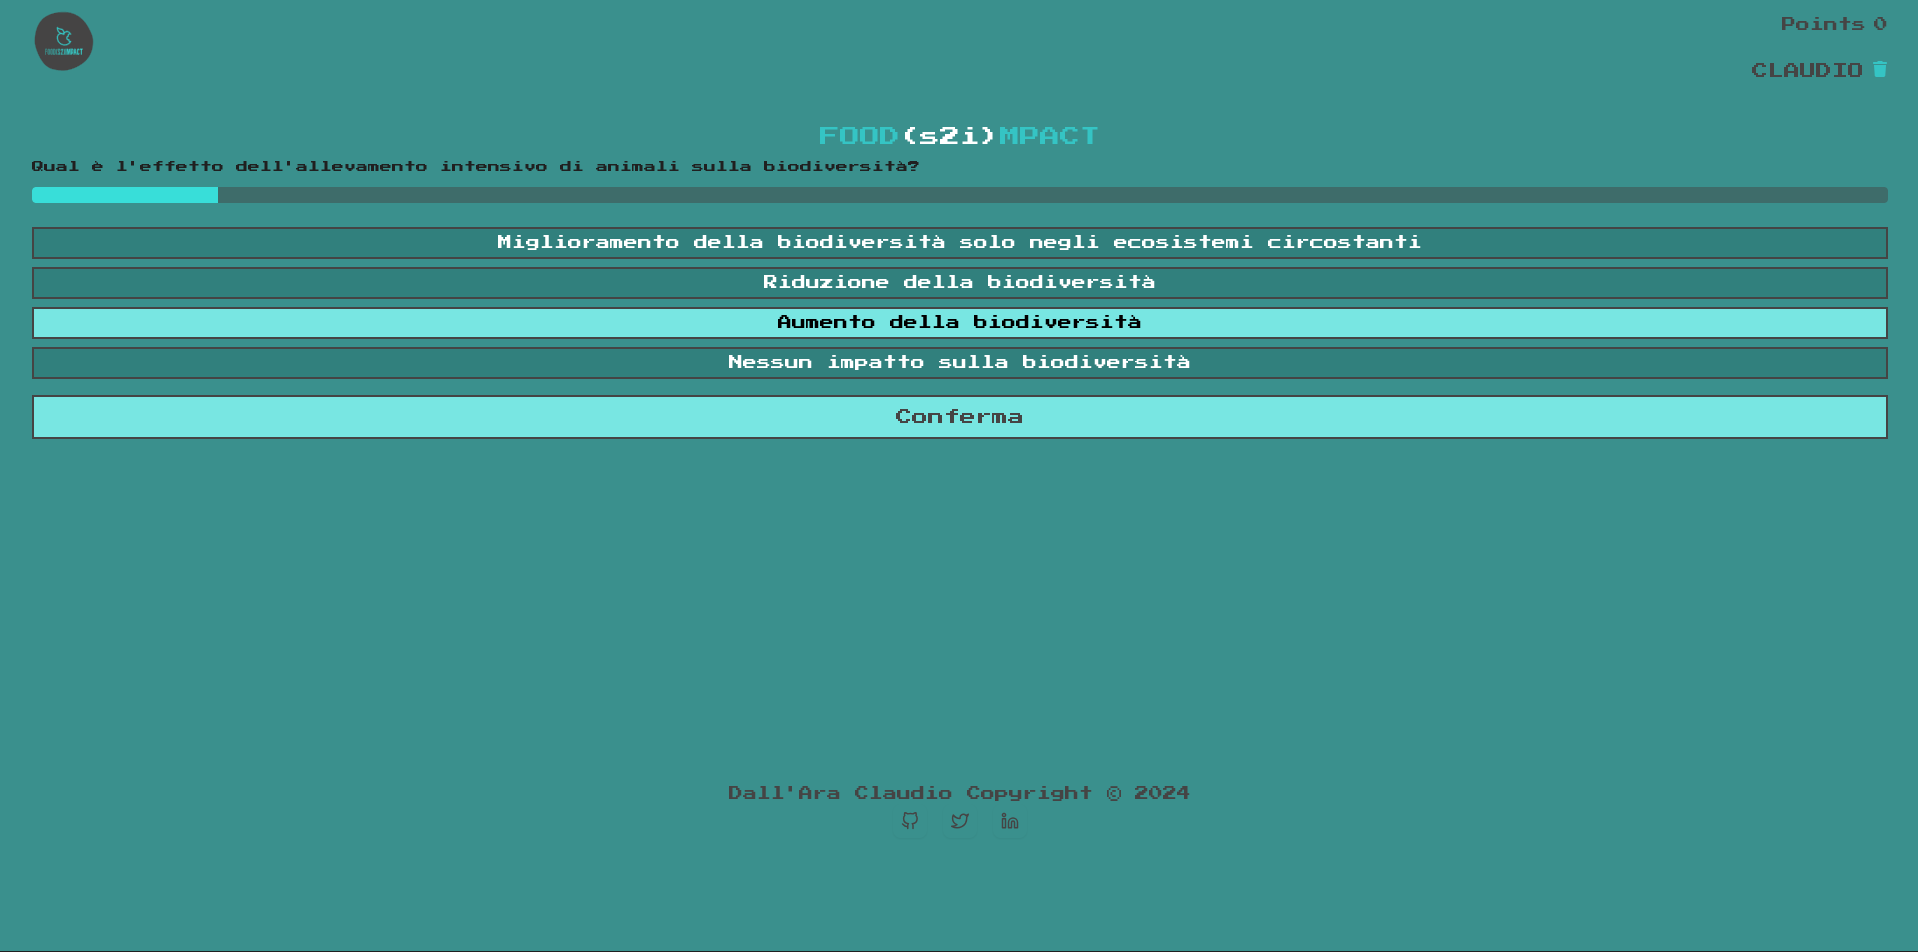 FOODS2IMPACT
Points 0
CLAUDIO
FOOD(s2i)MPACT
Qual è l'effetto dell'allevamento intensivo di animali sulla biodiversità?
Miglioramento della biodiversità solo negli ecosistemi circostanti
Riduzione della biodiversità
Aumento della biodiversità
Nessun impatto sulla biodiversità
Conferma
Dall'Ara Claudio Copyright © 2024